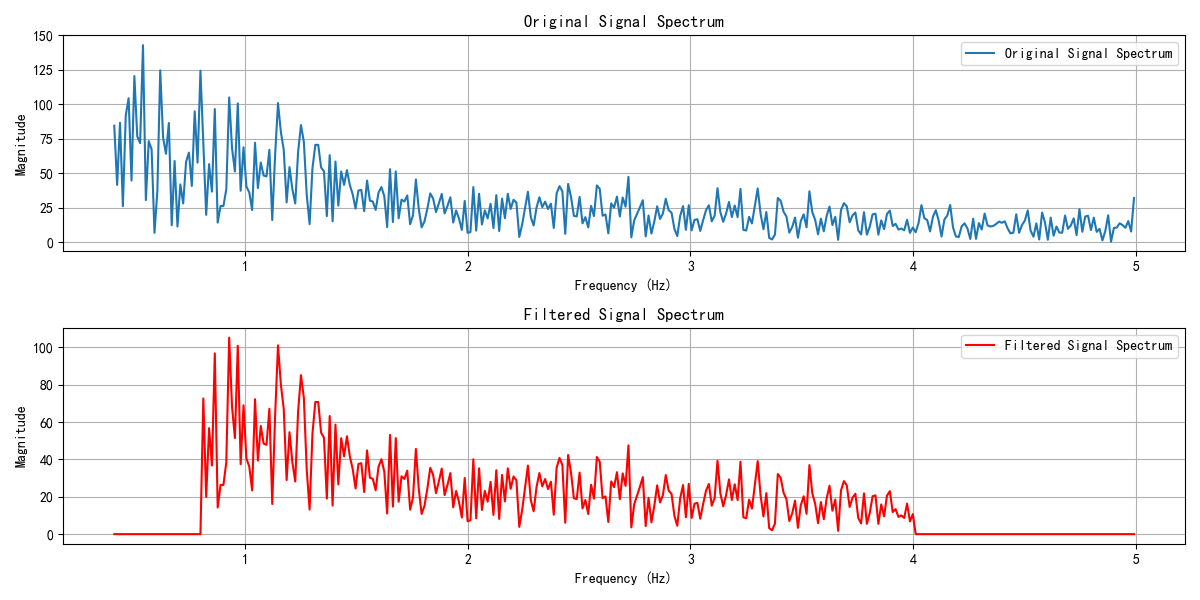 Original Signal Spectrum
150
125
100
75
50
25
0
Magnitude
Original Signal Spectrum
1 2 3 4 5
Frequency (Hz)
Filtered Signal Spectrum
100
80
60
40
20
0
Magnitude
Filtered Signal Spectrum
1 2 3 4 5
Frequency (Hz)